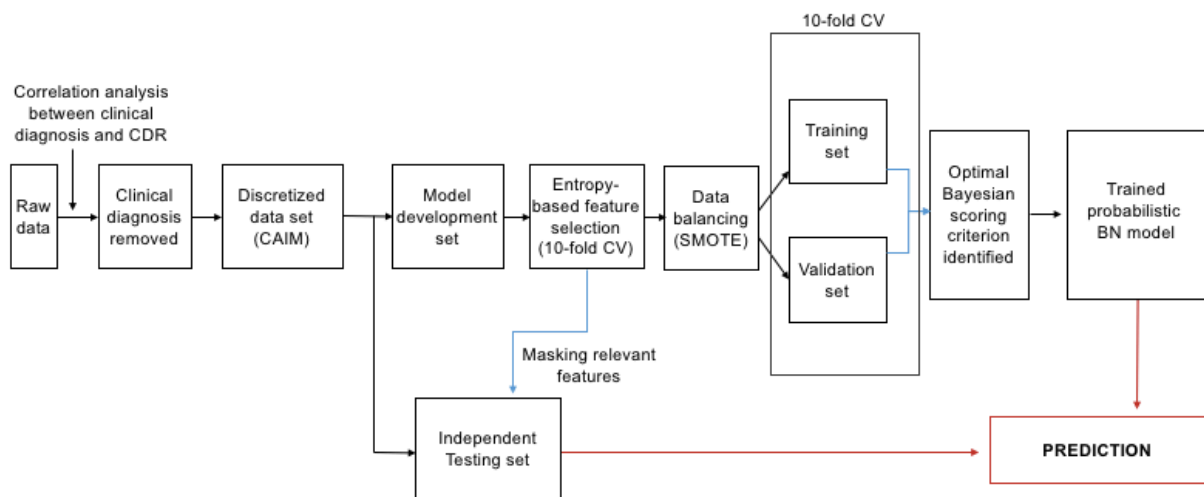 10-fold CV
Correlation analysis
between clinical
diagnosis and CDR
Raw
data
Clinical
diagnosis
removed
Discretized
data set
(CAIM)
Model
development
set
Entropy-
based feature
selection
(10-fold CV)
Data
balancing
(SMOTE)
Training
set
Validation
set
Optimal
Bayesian
scoring
criterion
identified
Trained
probabilistic
BN model
Masking relevant
features
Independent
Testing set
PREDICTION